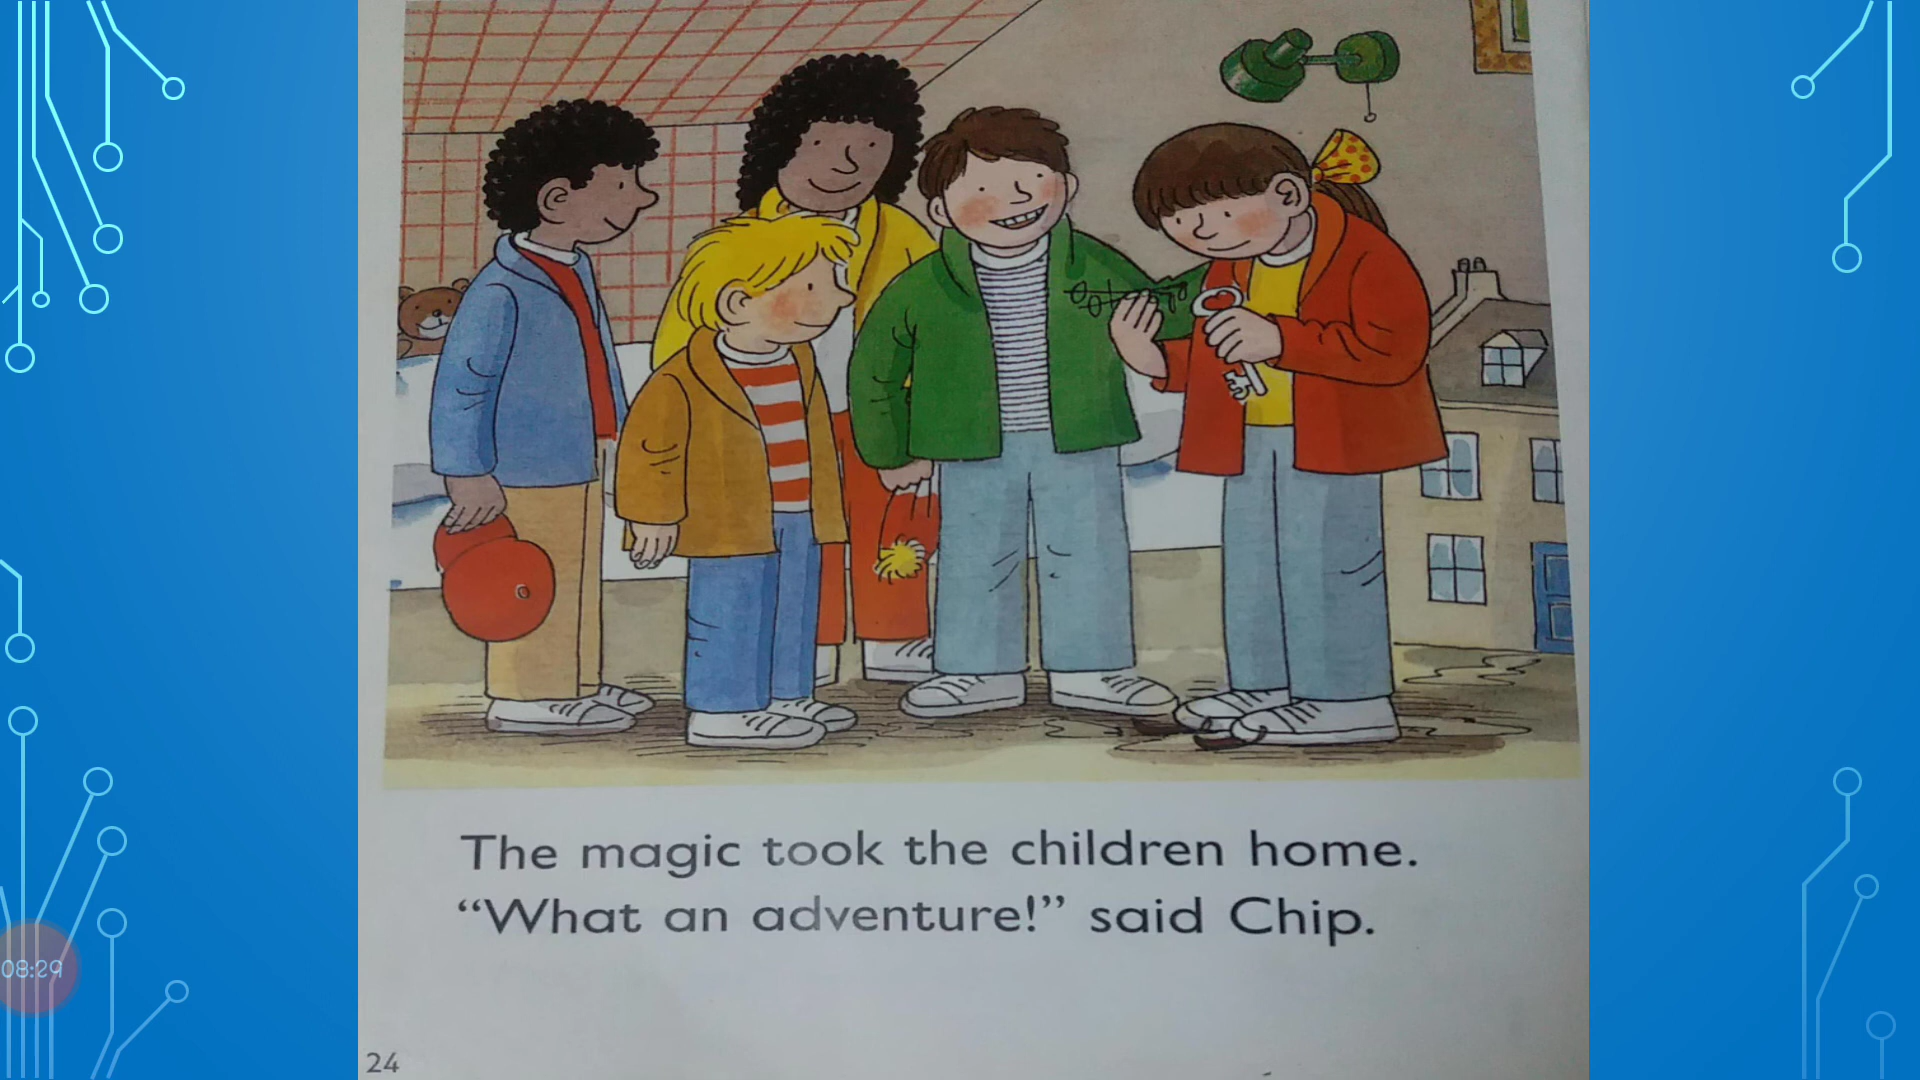 The magic took the children home.
“What an adventure!” said Chip.
08:29
24